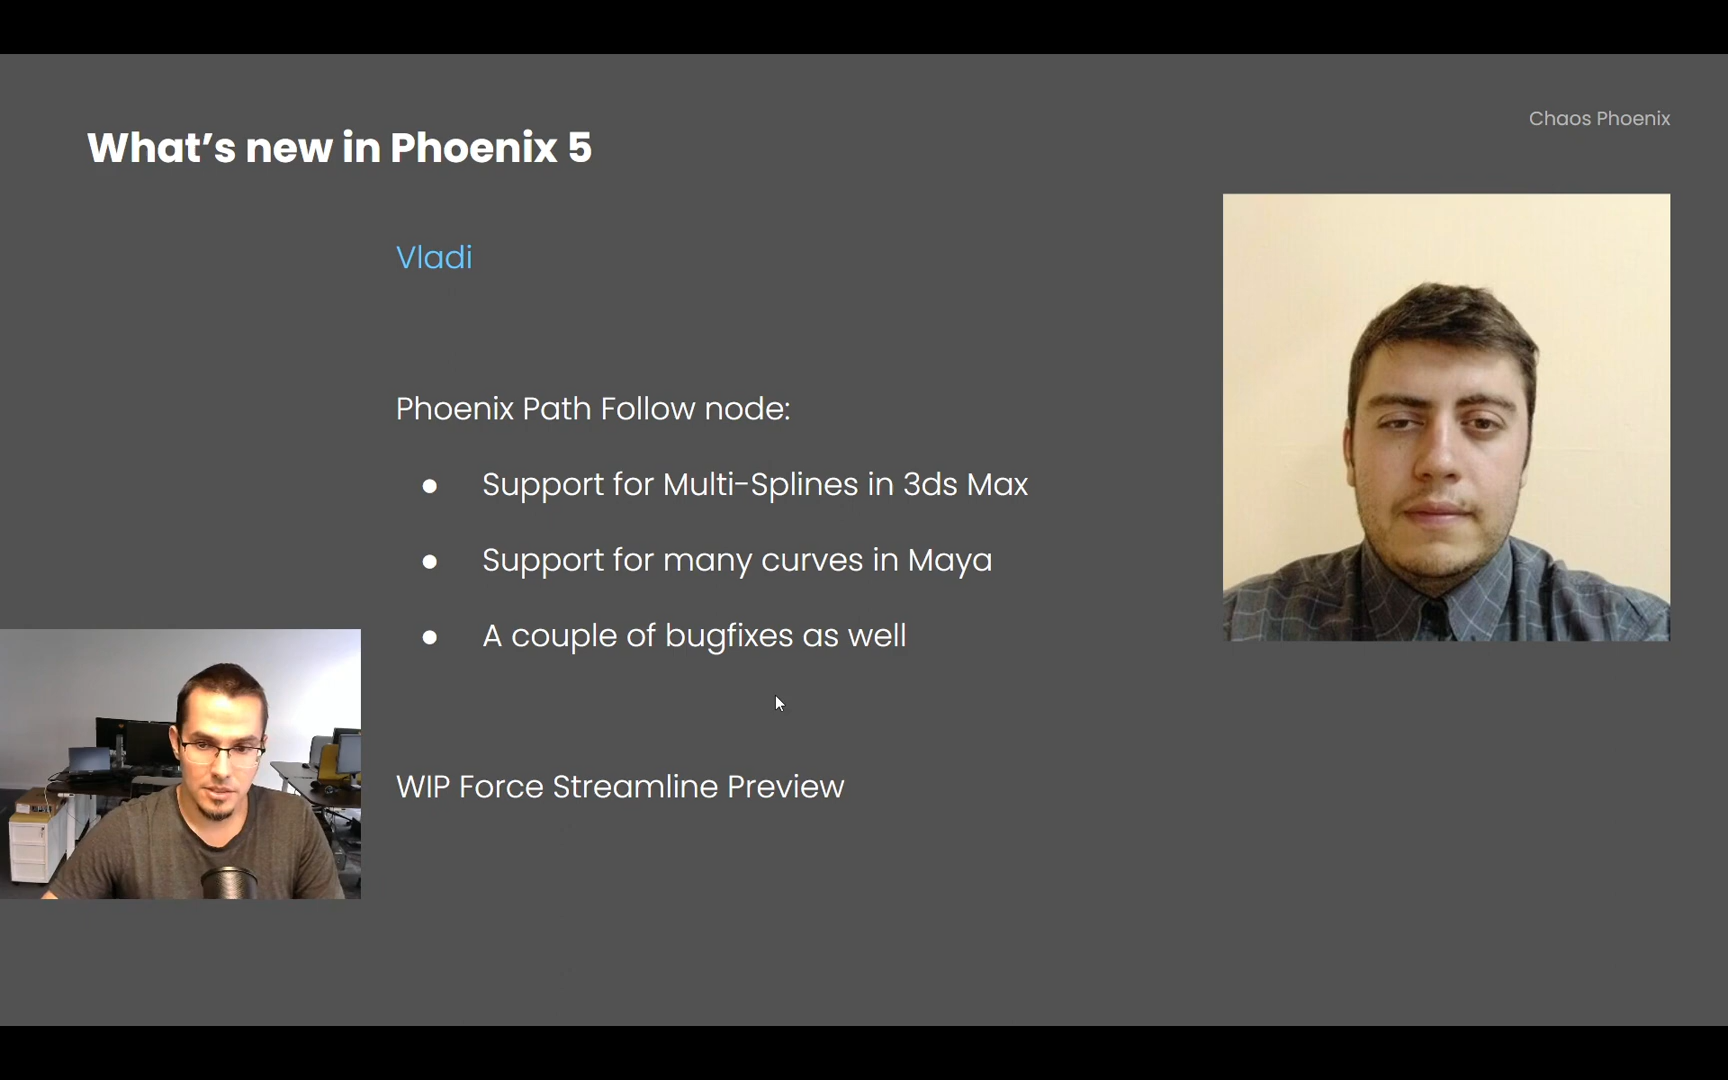 Chaos Phoenix
What’s new in Phoenix 5
Vladi
Phoenix Path Follow node:
● Support for Multi-Splines in 3ds Max
● Support for many curves in Maya
● A couple of bugfixes as well
WIP Force Streamline Preview